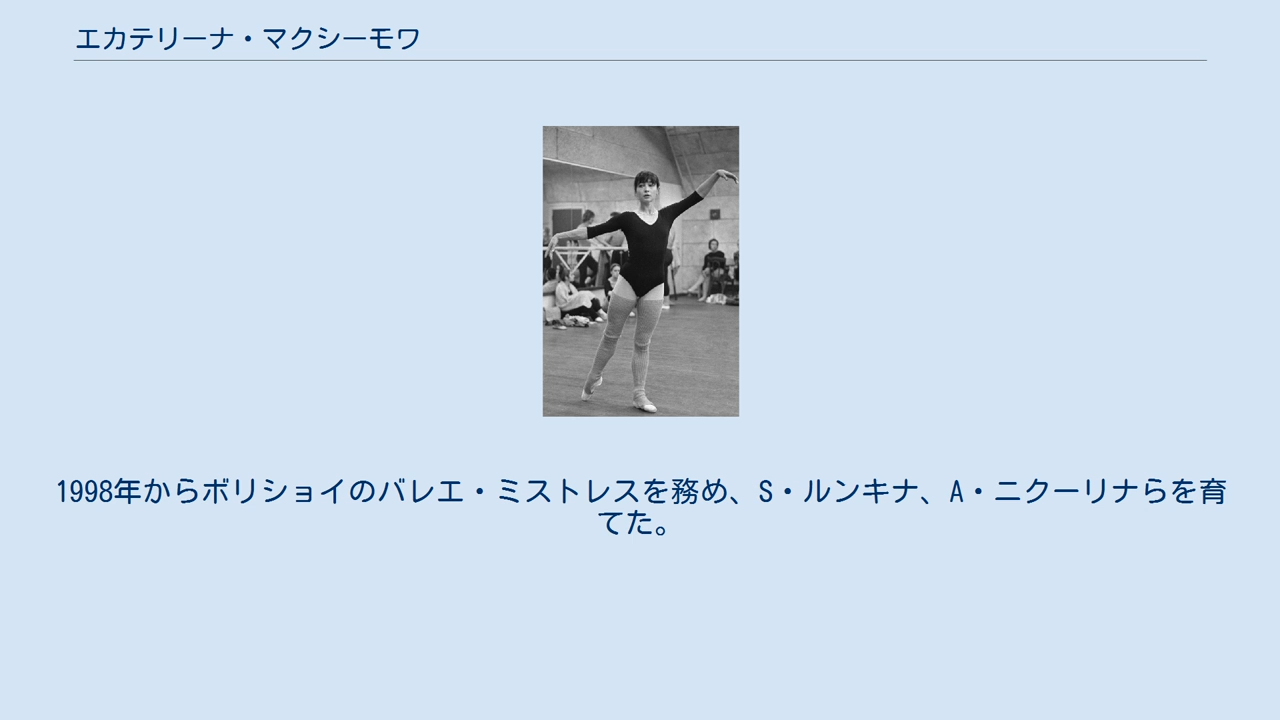 エカテリーナ・マクシーモワ
1998年からボリショイのバレエ・ミストレスを務め、S・ルンキナ、A・ニクーリナらを育
てた。